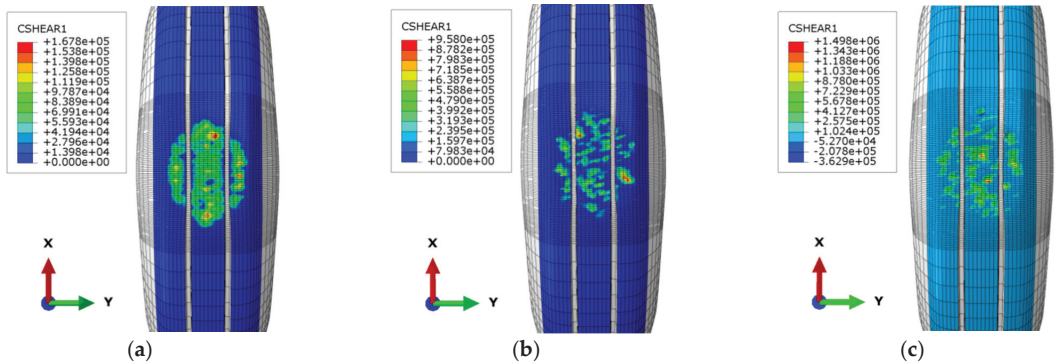 CSHEAR1
+1.678e+05
+1.538e+05
+1.398e+05
+1.258e+05
+1.119e+05
+9.787e+04
+8.389e+04
+6.991e+04
+5.593e+04
+4.194e+04
+2.796e+04
+1.398e+04
+0.000e+00
X
Y
(a)
CSHEAR1
+9.580e+05
+8.782e+05
+7.983e+05
+7.185e+05
+6.387e+05
+5.588e+05
+4.790e+05
+3.992e+05
+3.193e+05
+2.395e+05
+1.597e+05
+7.983e+04
+0.000e+00
X
Y
(b)
CSHEAR1
+1.498e+06
+1.343e+06
+1.188e+06
+1.033e+06
+8.780e+05
+7.229e+05
+5.678e+05
+4.127e+05
+2.575e+05
+1.024e+05
-5.270e+04
-2.078e+05
-3.629e+05
X
Y
(c)